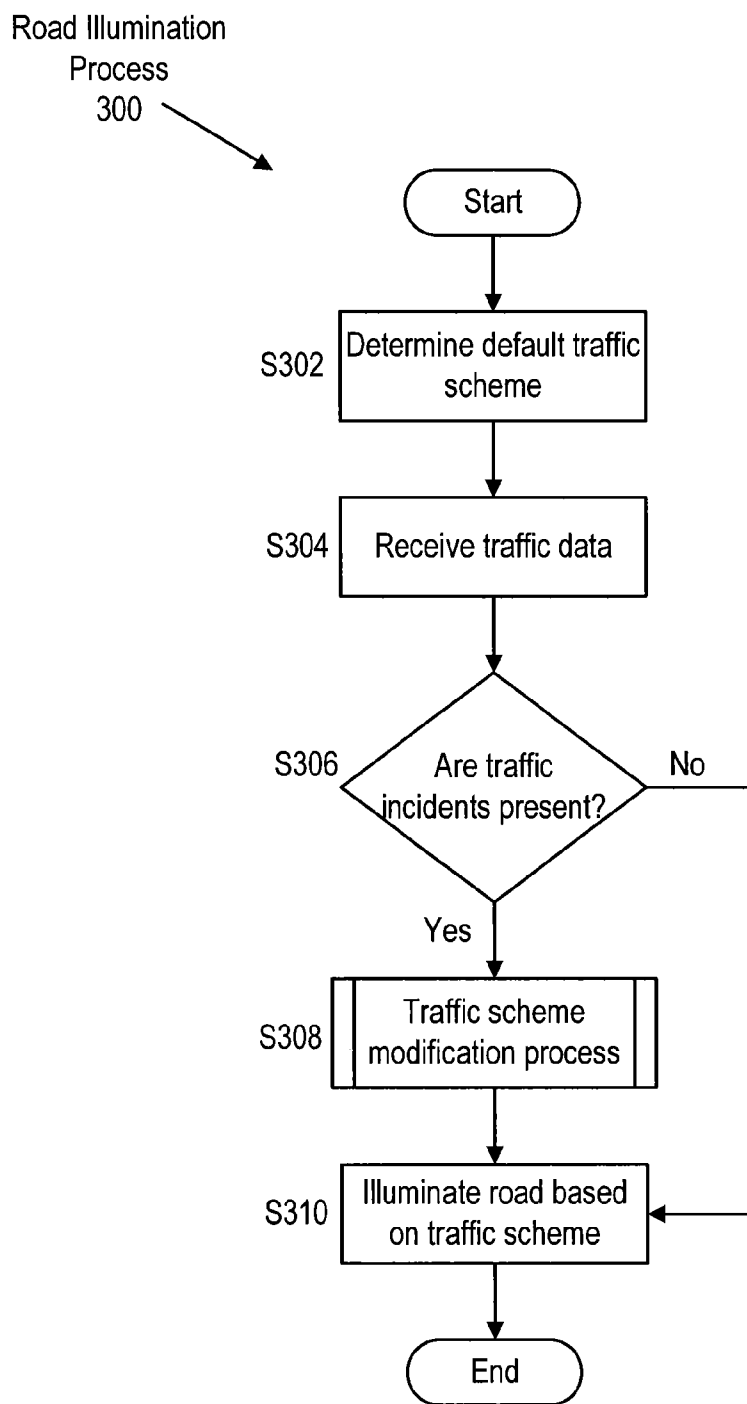 Road Illumination
Process
300
Start
S302
Determine default traffic
scheme
S304
Receive traffic data
S306
Are traffic
incidents present?
No
Yes
S308
Traffic scheme
modification process
S310
Illuminate road based
on traffic scheme
End